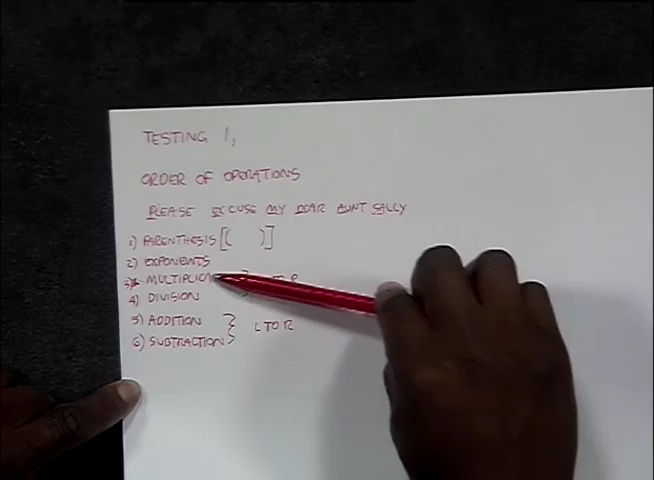 TESTING 1,
ORDER OF OPERATIONS
PLEASE EXCUSE MY DEAR AUNT SALLY
1) PARENTHESIS [( )]
2) EXPONENTS
3) 
4) DIVISION
5) ADDITION
6) SUBTRACTION } L TO R